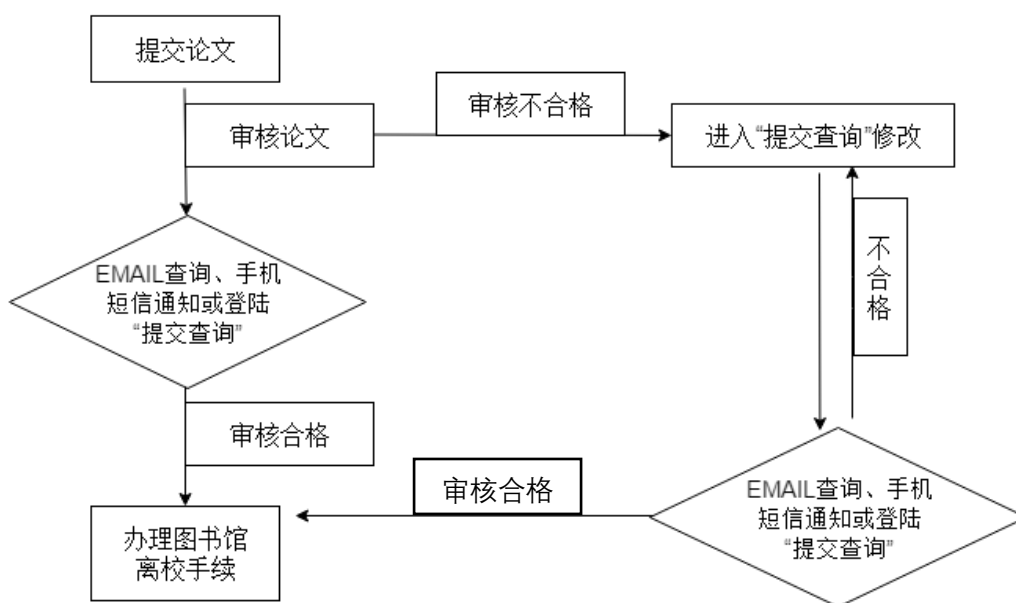 提交论文
审核论文
审核不合格
进入“提交查询”修改
EMAIL查询、手机
短信通知或登陆
“提交查询”
不
合
格
审核合格
审核合格
EMAIL查询、手机
短信通知或登陆
“提交查询”
办理图书馆
离校手续